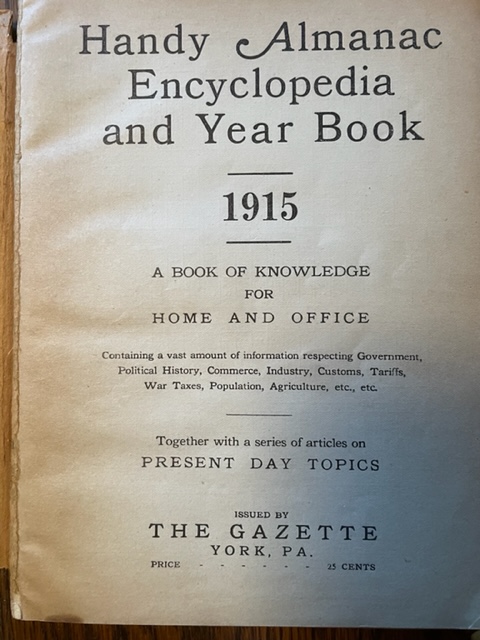 Handy Almanac
Encyclopedia
and Year Book
1915
A BOOK OF KNOWLEDGE
FOR
HOME AND OFFICE
Containing a vast amount of information respecting Government,
Political History, Commerce, Industry, Customs, Tariffs,
War Taxes, Population, Agriculture, etc., etc.
Together with a series of articles on
PRESENT DAY TOPICS
ISSUED BY
THE GAZETTE
YORK, PA.
PRICE - - - - - - 25 CENTS